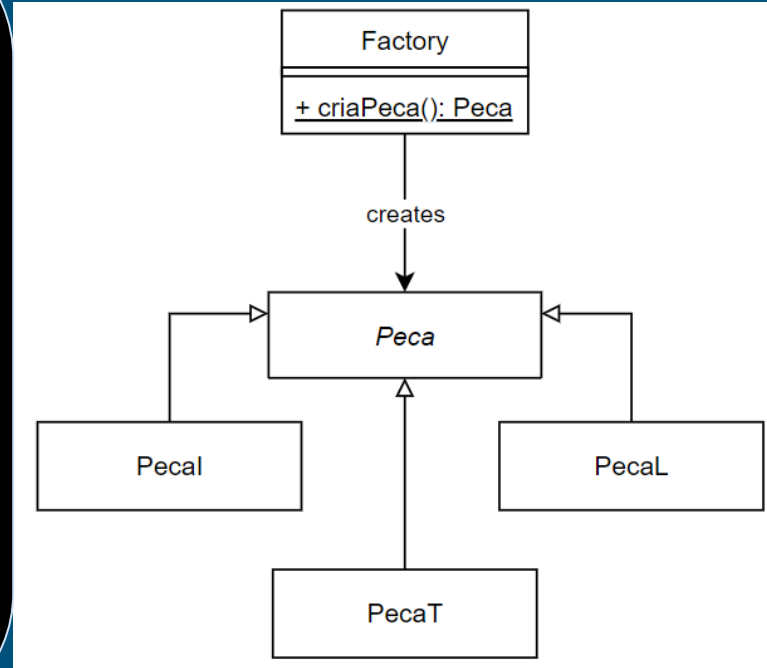 Factory
+ criaPeca(): Peca
creates
Peca
PecaI
PecaL
PecaT